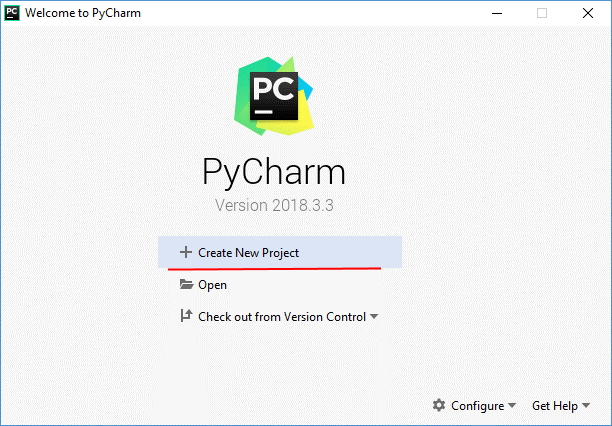 Welcome to PyCharm
PC
PC
PyCharm
Version 2018.3.3
Create New Project
Open
Check out from Version Control
Configure Get Help